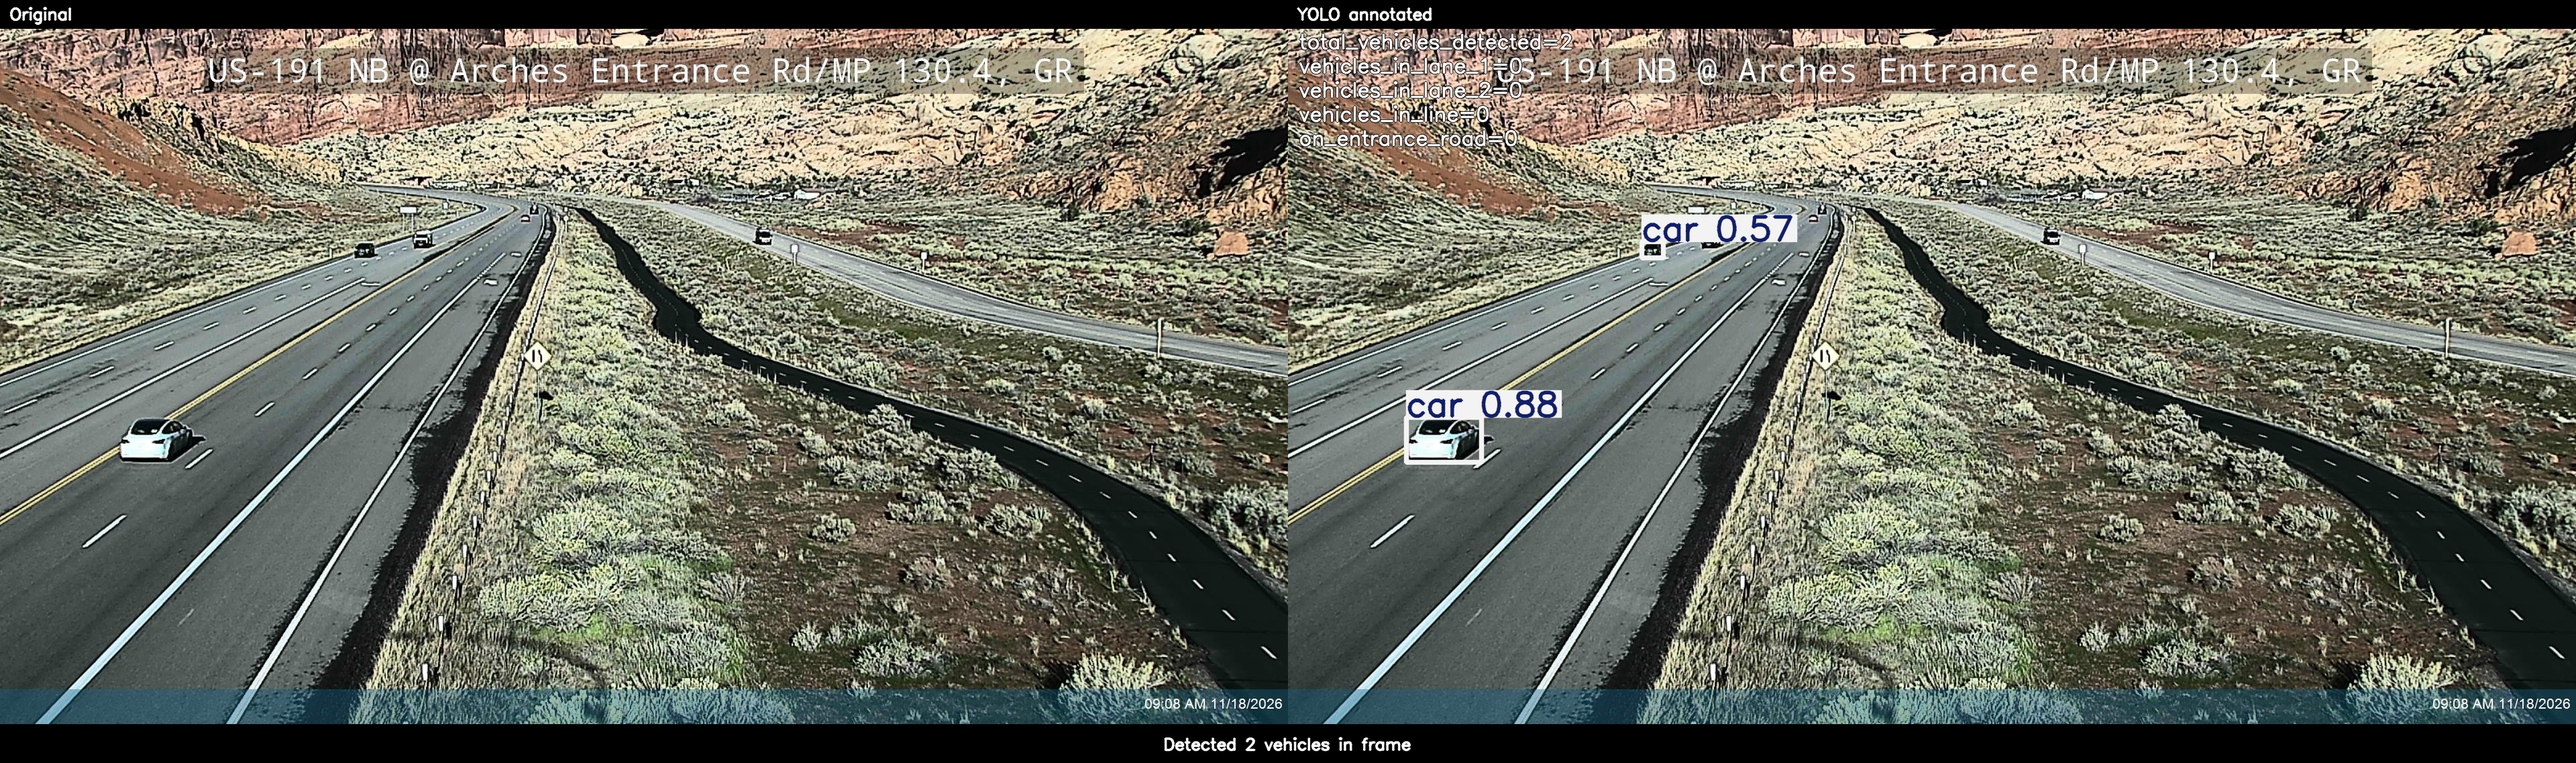 Original
US-191 NB @ Arches Entrance Rd/MP 130.4, GR
09:08 AM 11/18/2026
YOLO annotated
total_vehicles_detected=2
vehicles_in_lane_1=0
US-191 NB @ Arches Entrance Rd/MP 130.4, GR
vehicles_in_lane_2=0
vehicles_in_line=0
on_entrance_road=0
car 0.57
car 0.88
09:08 AM 11/18/2026
Detected 2 vehicles in frame